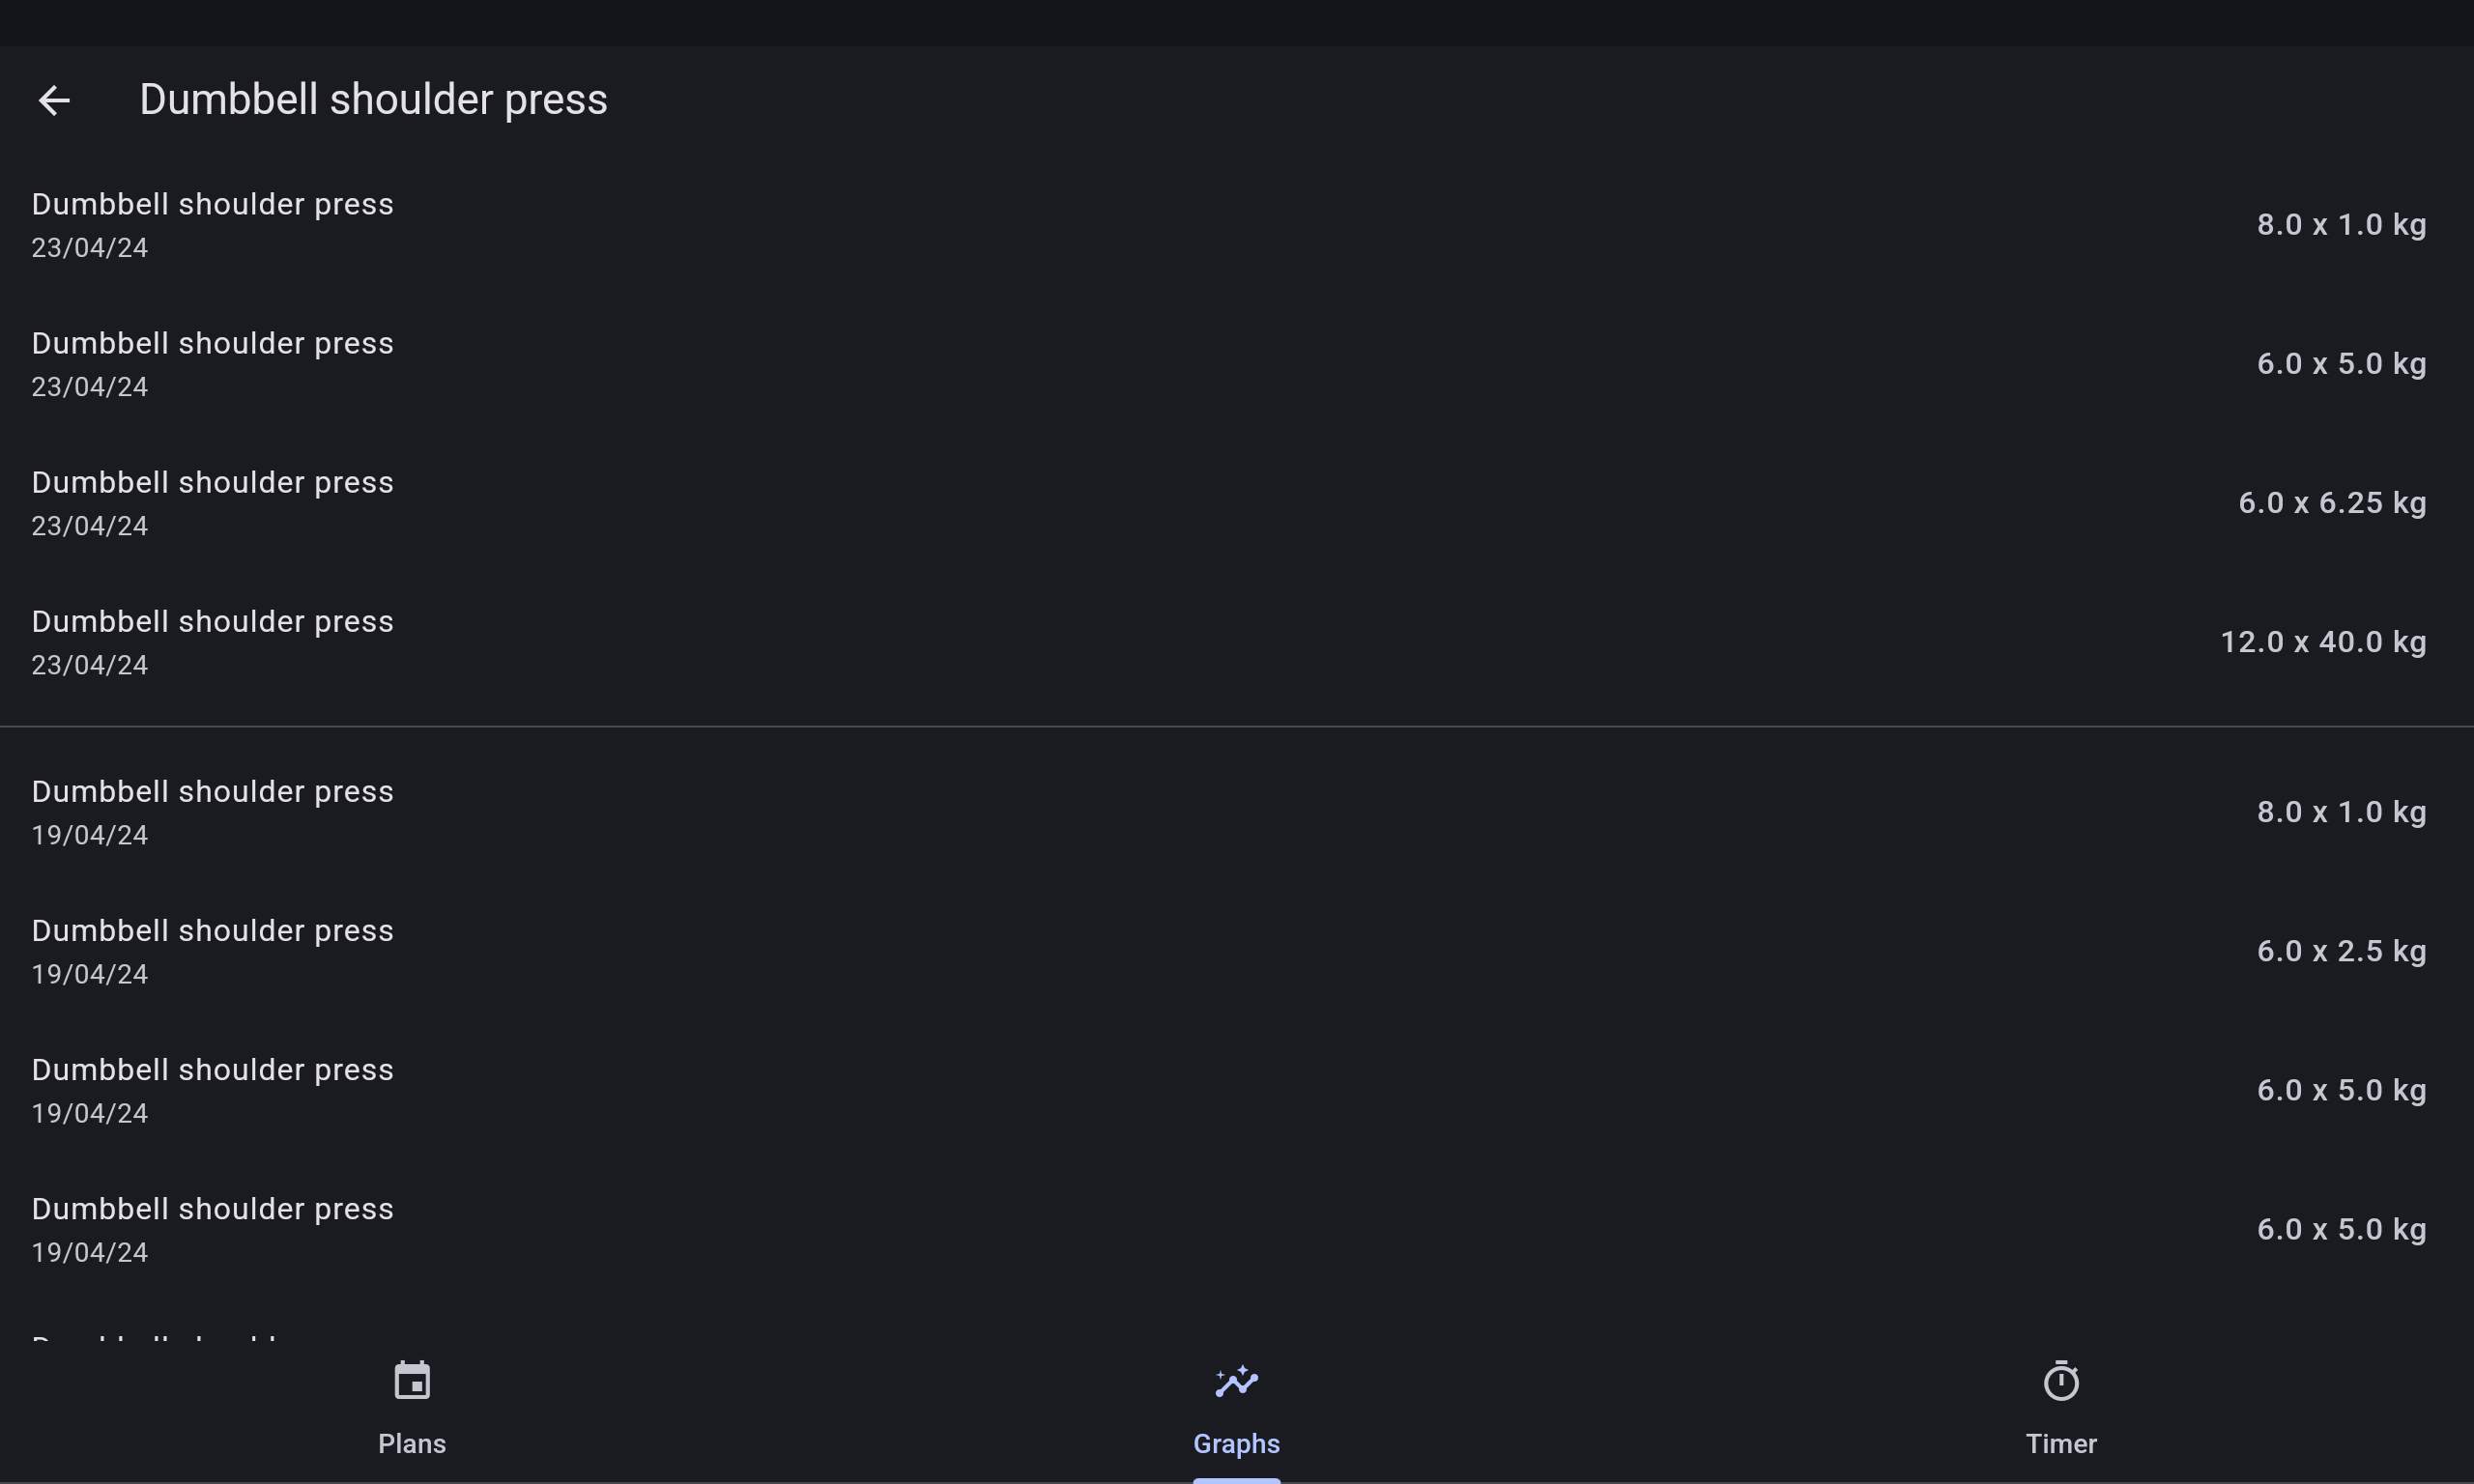 Dumbbell shoulder press
Dumbbell shoulder press
23/04/24
8.0 x 1.0 kg
Dumbbell shoulder press
23/04/24
6.0 x 5.0 kg
Dumbbell shoulder press
23/04/24
6.0 x 6.25 kg
Dumbbell shoulder press
23/04/24
12.0 x 40.0 kg
Dumbbell shoulder press
19/04/24
8.0 x 1.0 kg
Dumbbell shoulder press
19/04/24
6.0 x 2.5 kg
Dumbbell shoulder press
19/04/24
6.0 x 5.0 kg
Dumbbell shoulder press
19/04/24
6.0 x 5.0 kg
Plans
Graphs
Timer